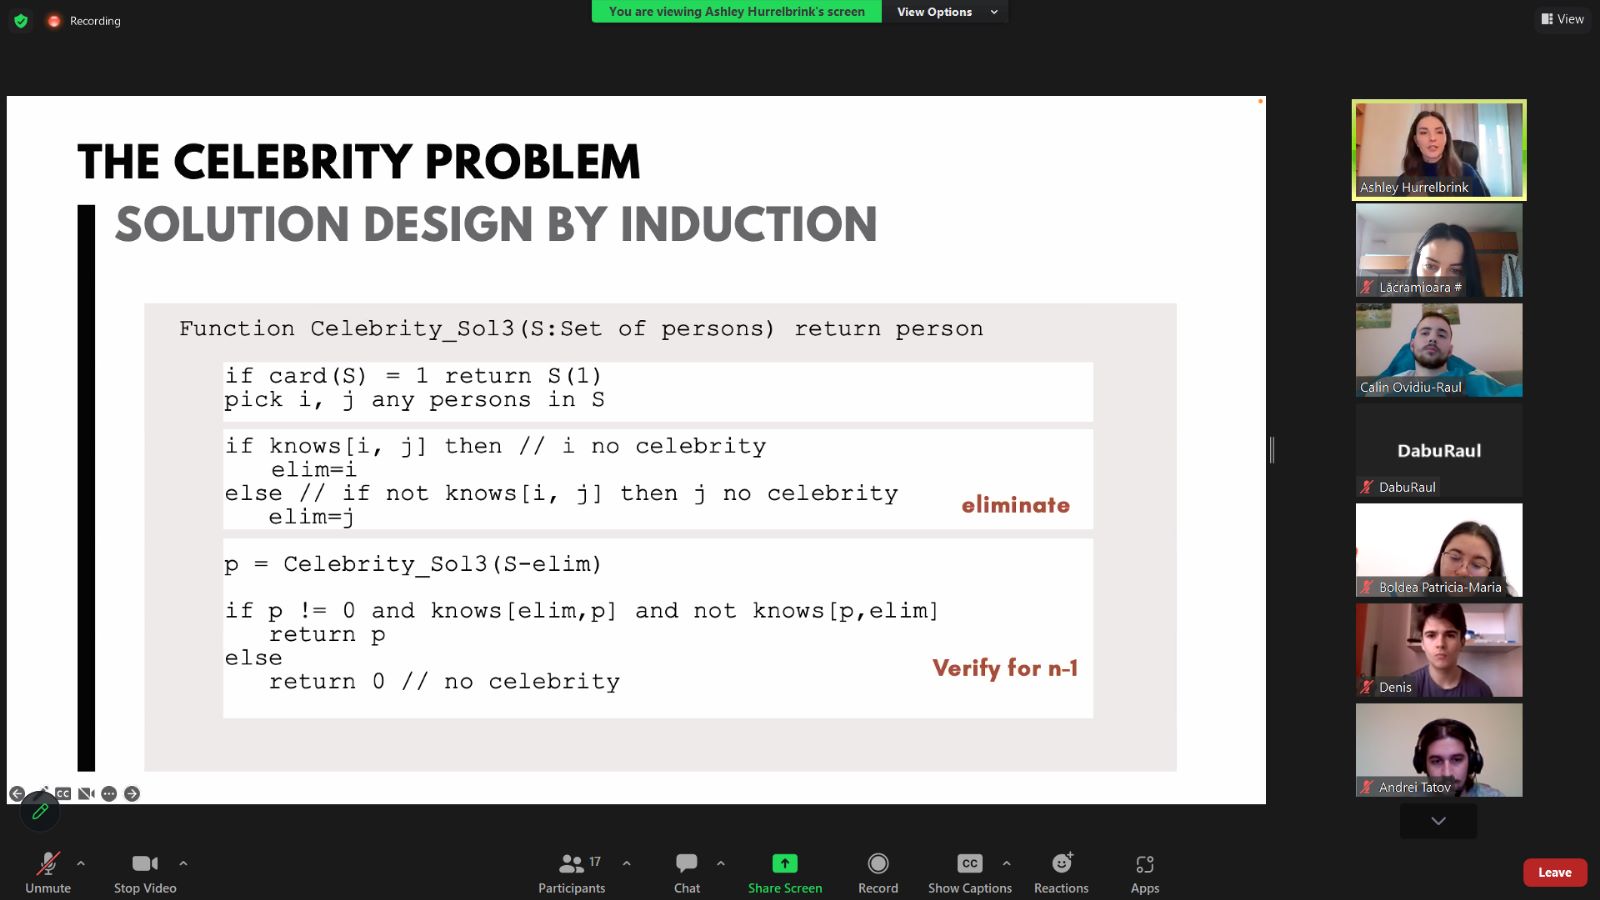 Recording
You are viewing Ashley Hurrelbrink's screen
View Options
View
THE CELEBRITY PROBLEM
SOLUTION DESIGN BY INDUCTION
Function Celebrity_Sol3(S:Set of persons) return person
if card(S) = 1 return S(1)
pick i, j any persons in S
if knows[i, j] then // i no celebrity
elim=i
else // if not knows[i, j] then j no celebrity
elim=j
eliminate
p = Celebrity_Sol3(S-elim)
if p != 0 and knows[elim,p] and not knows[p,elim]
return p
else
return 0 // no celebrity
Verify for n-1
Ashley Hurrelbrink
Lăcrămioara #
Calin Ovidiu-Raul
DabuRaul
DabuRaul
Boldea Patricia-Maria
Denis
Andrei Tatov
CC
Unmute
Stop Video
17
Participants
Chat
Share Screen
Record
CC
Show Captions
Reactions
Apps
Leave